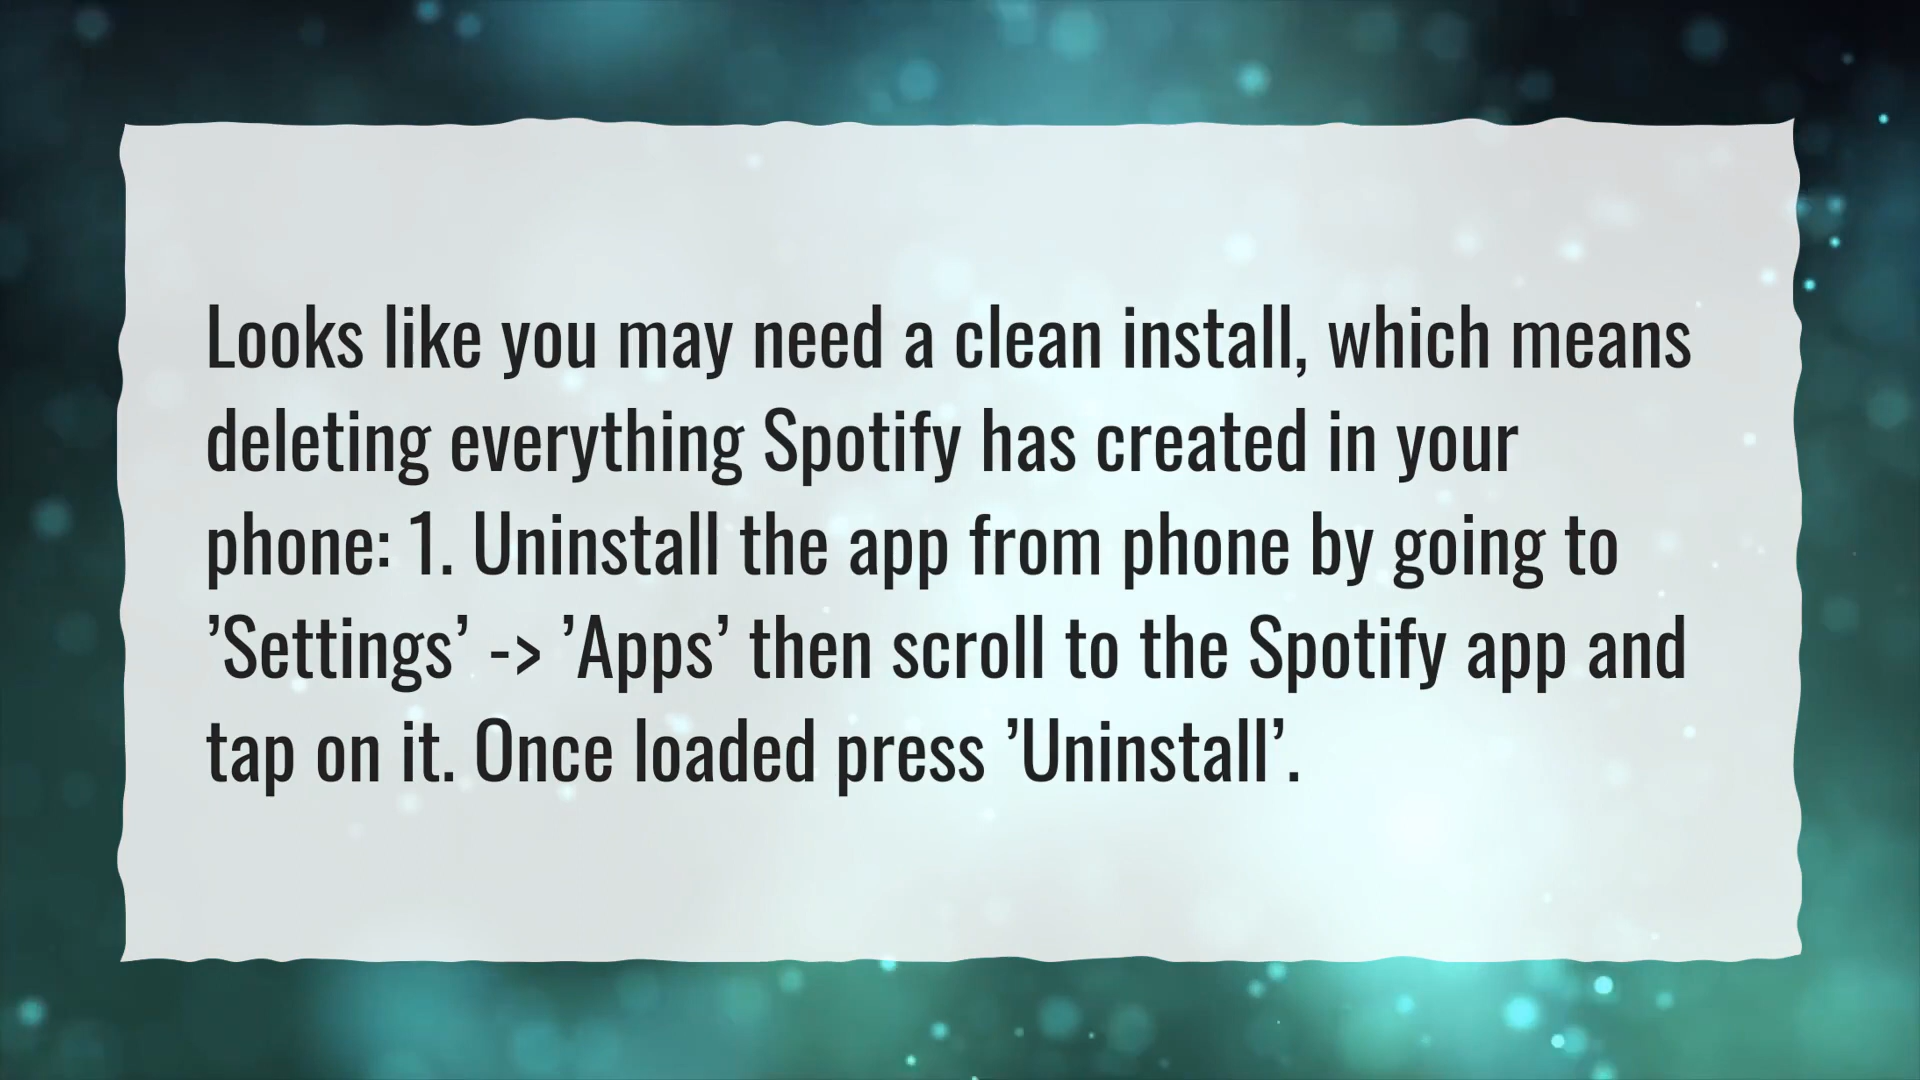 Looks like you may need a clean install, which means
deleting everything Spotify has created in your
phone: 1. Uninstall the app from phone by going to
’Settings’ -> ’Apps’ then scroll to the Spotify app and
tap on it. Once loaded press ’Uninstall’.